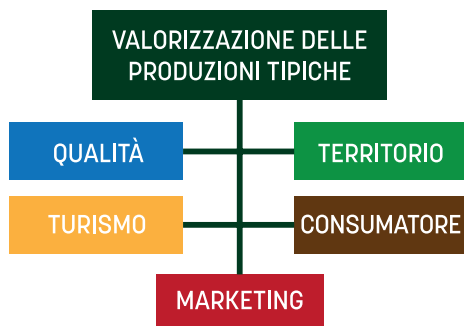 VALORIZZAZIONE DELLE
PRODUZIONI TIPICHE
QUALITÀ
TERRITORIO
TURISMO
CONSUMATORE
MARKETING